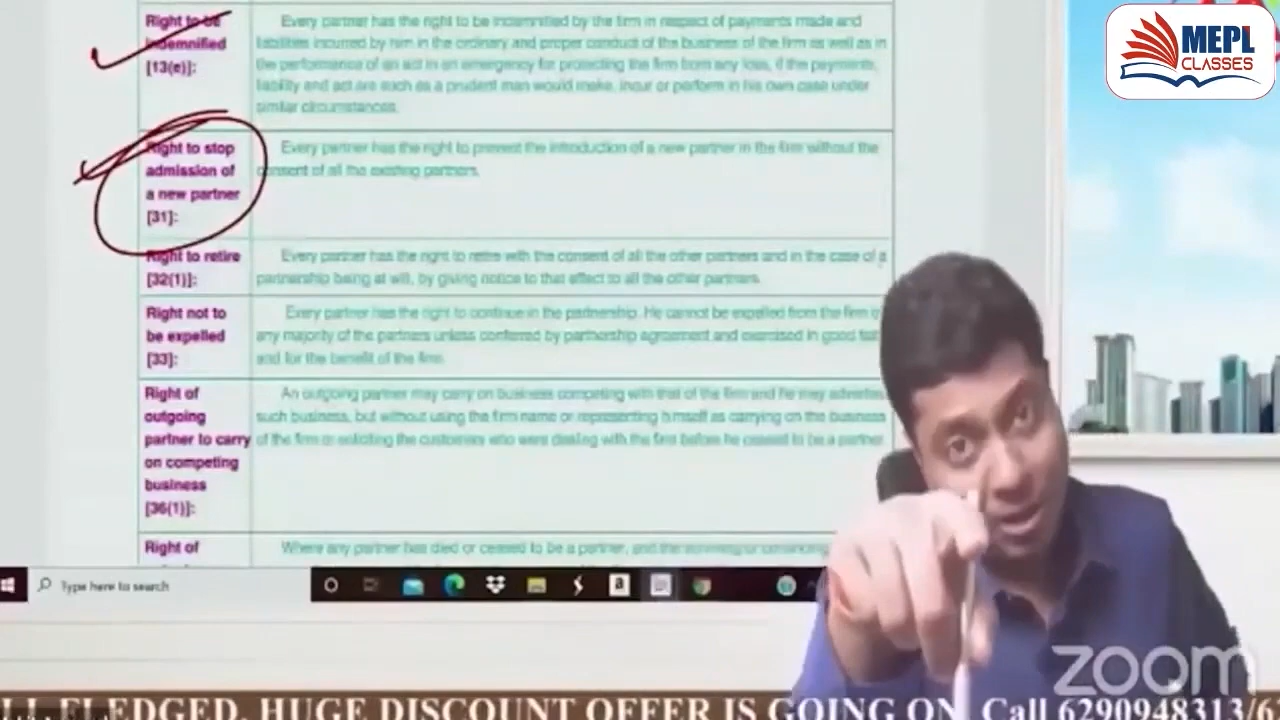 MEPL
CLASSES
Right to be
indemnified
[13(e)]:
Every partner has the right to be indemnified by the firm in respect of payments made and
liabilities incurred by him in the ordinary and proper conduct of the business of the firm as well as in
the performance of an act in an emergency for protecting the firm from any loss, if the payments,
liability and act are such as a prudent man would make, incur or perform in his own case under
similar circumstances.
Right to stop
admission of
a new partner
[31]:
Every partner has the right to prevent the introduction of a new partner in the firm without the
consent of all the existing partners.
Right to retire
[32(1)]:
Every partner has the right to retire with the consent of all the other partners and in the case of a
partnership being at will, by giving notice to that effect to all the other partners.
Right not to
be expelled
[33]:
Every partner has the right to continue in the partnership. He cannot be expelled from the firm
any majority of the partners unless conferred by partnership agreement and exercised in good
and for the benefit of the firm.
Right of
outgoing
partner to carry
on competing
business
[36(1)]:
An outgoing partner may carry on business competing with that of the firm and he may
such business, but without using the firm name or representing himself as carrying on the business
of the firm or soliciting the customers who were dealing with the firm before he ceased to be a partner
Right of
Where any partner has died or ceased to be a partner, and the surviving or
Type here to search
zoom
FLEDGED, HUGE DISCOUNT OFFER IS GOING ON, Call 6290948313/6